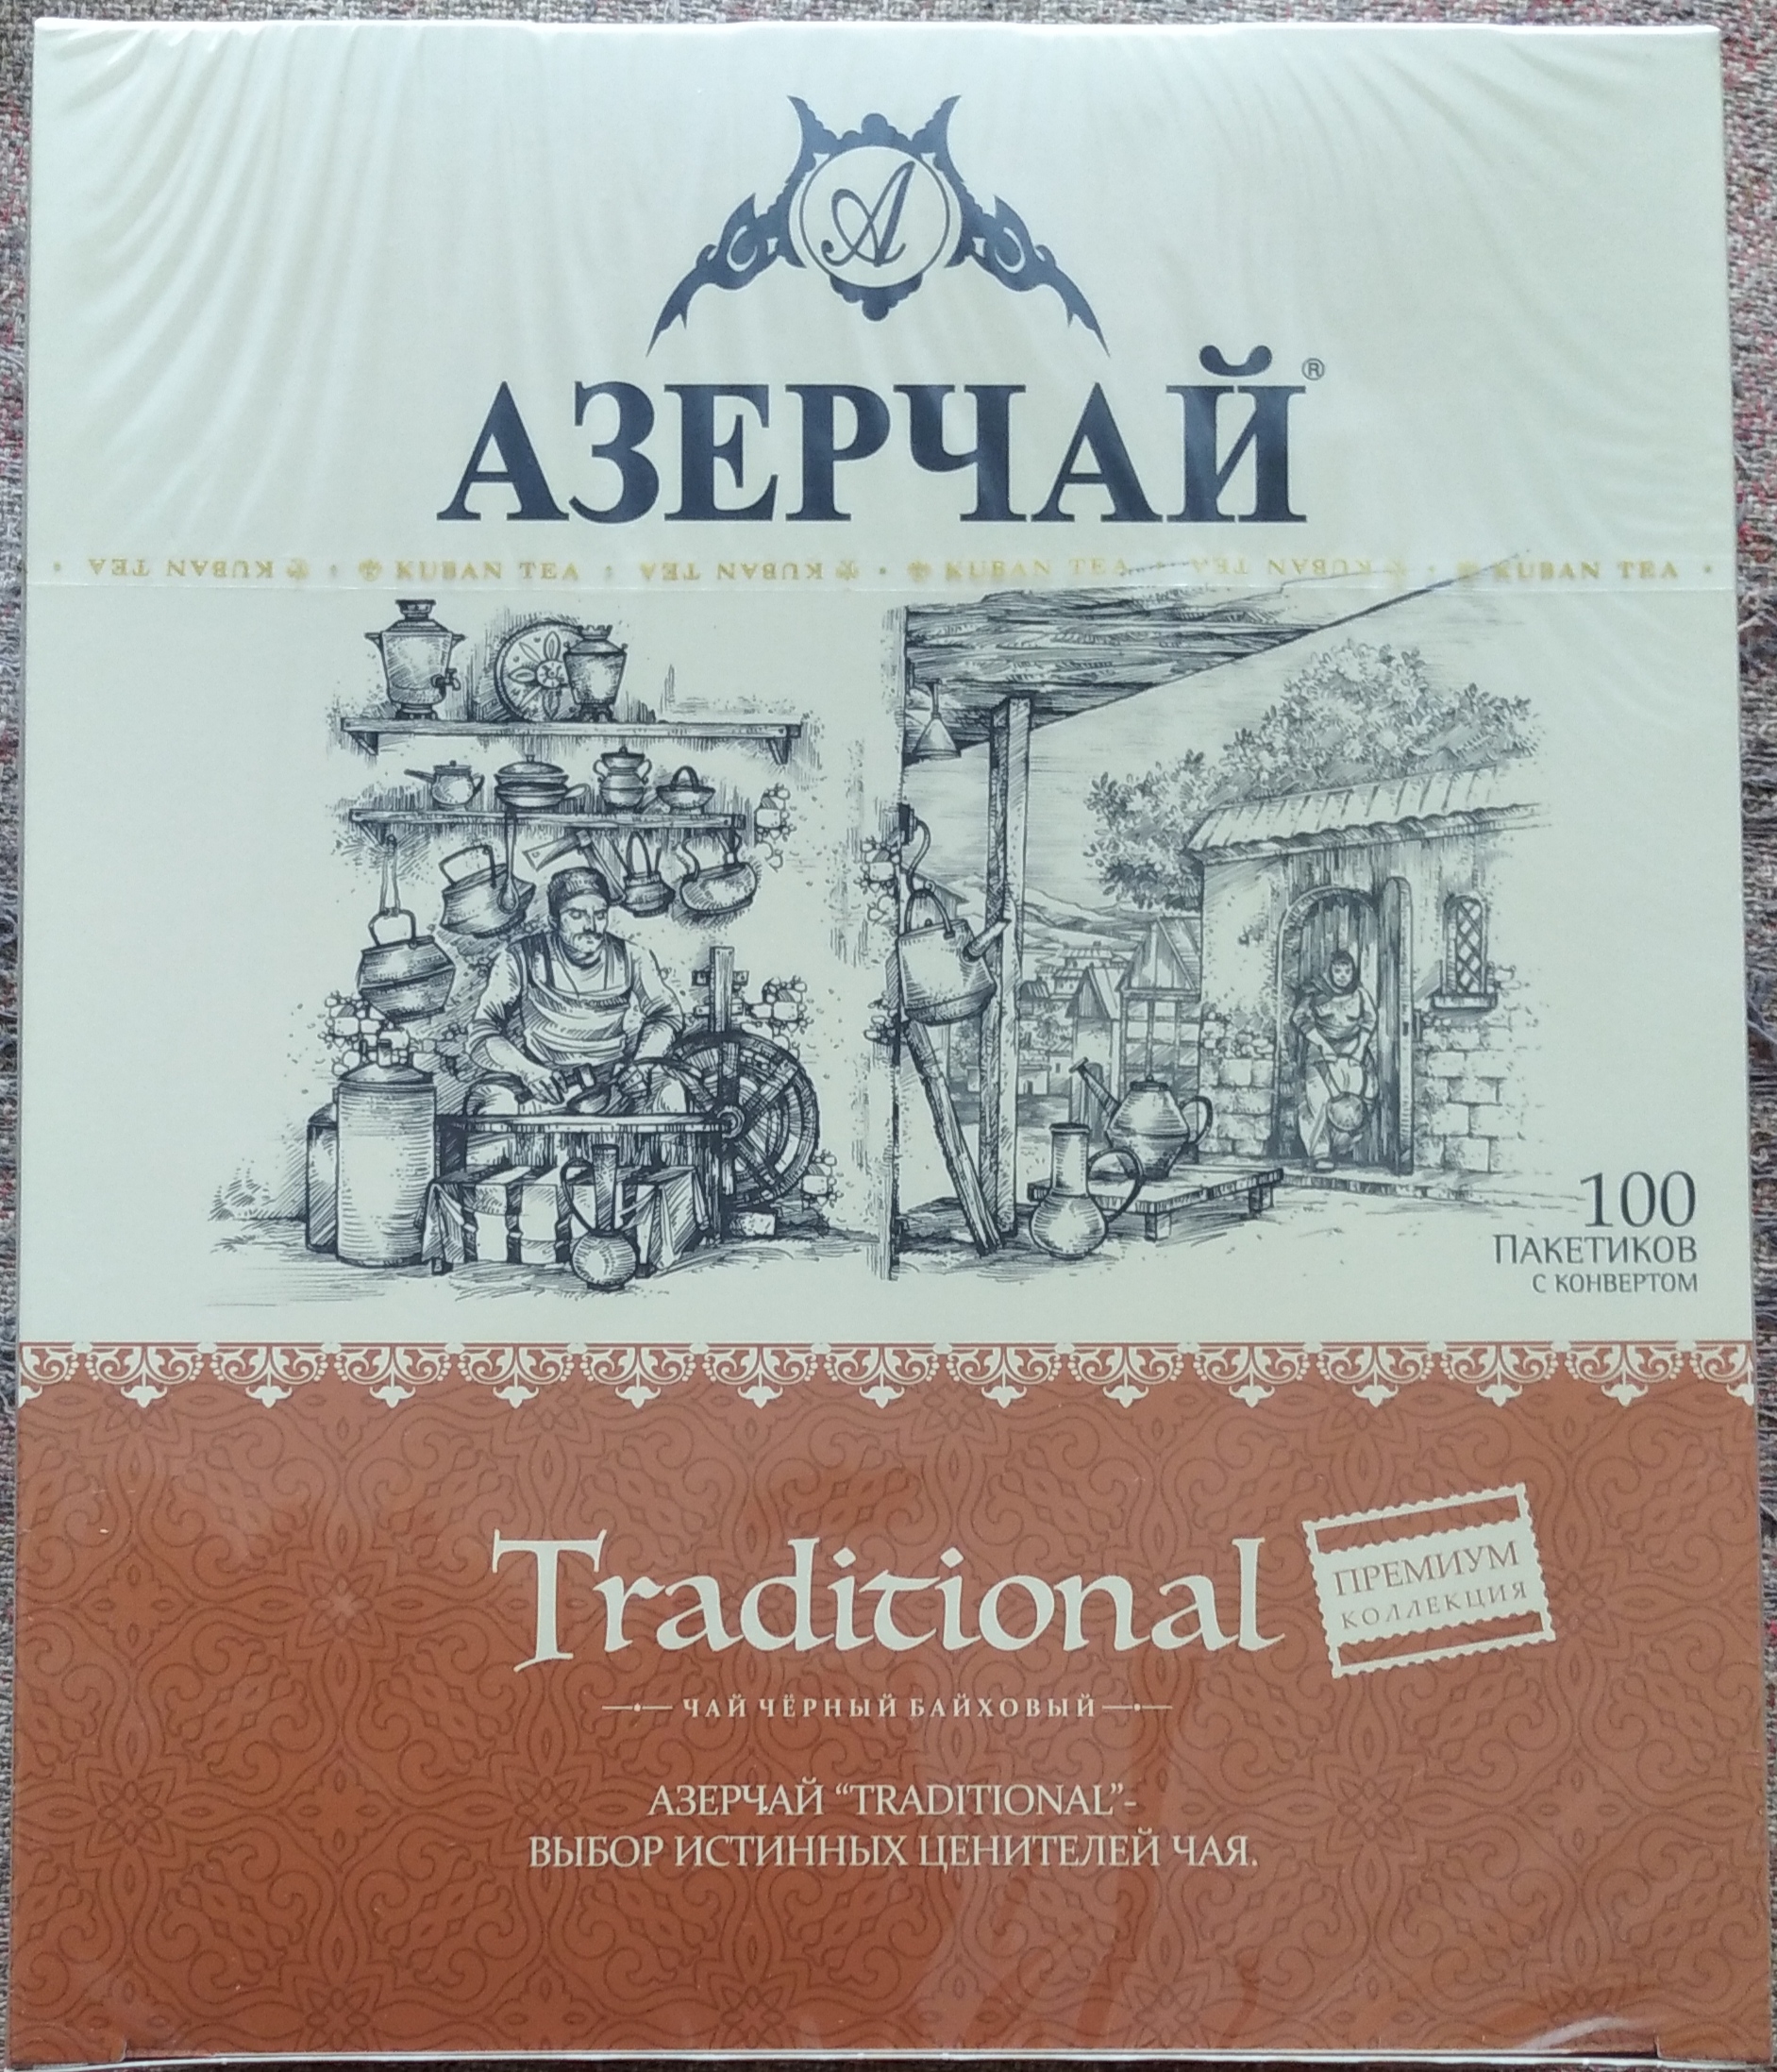 A
АЗЕРЧАЙ®
KUBAN TEA KUBAN TEA KUBAN TEA KUBAN TEA KUBAN TEA KUBAN TEA
100
ПАКЕТИКОВ
С КОНВЕРТОМ
Traditional
ПРЕМИУМ
КОЛЛЕКЦИЯ
ЧАЙ ЧЁРНЫЙ БАЙХОВЫЙ
АЗЕРЧАЙ “TRADITIONAL”-
ВЫБОР ИСТИННЫХ ЦЕНИТЕЛЕЙ ЧАЯ.